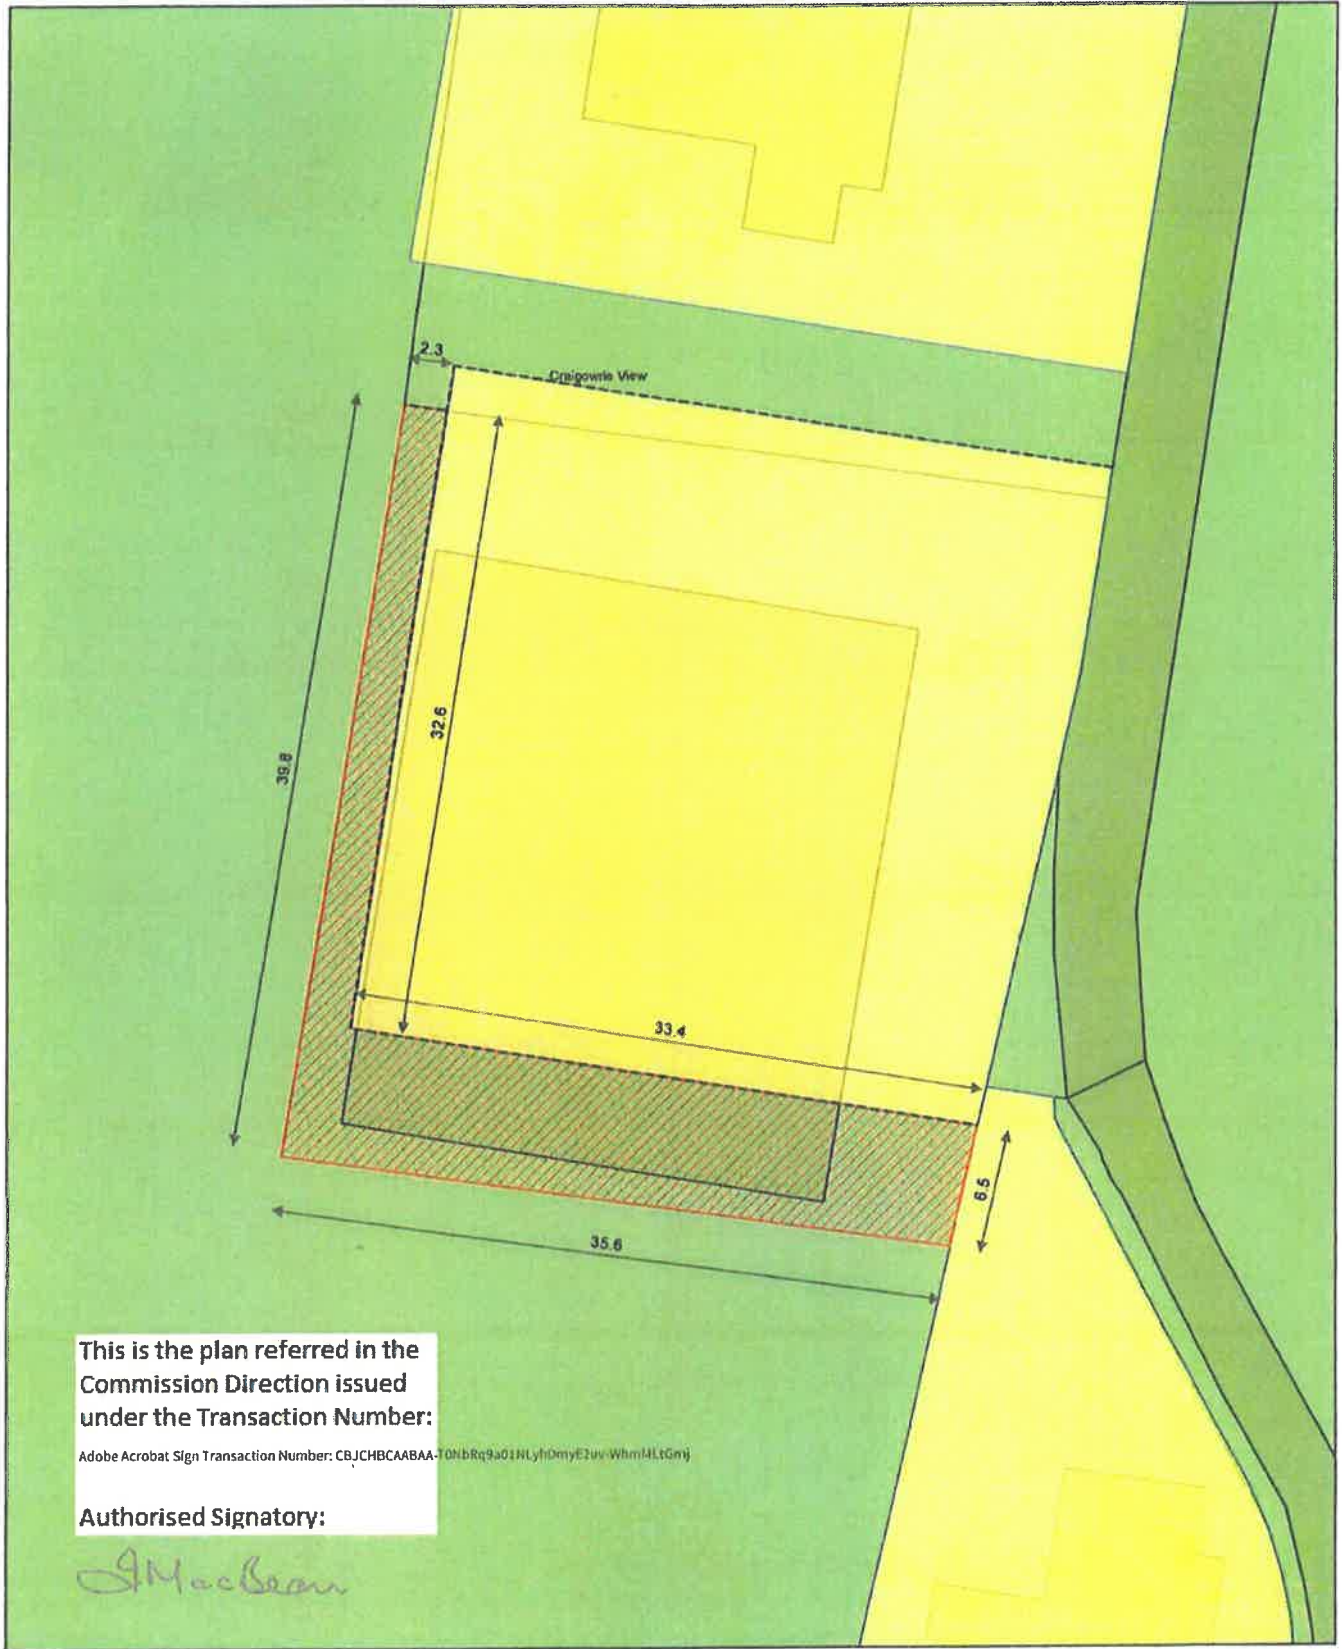 2.3
Craigowrie View
32.6
39.8
33.4
6.5
35.6
This is the plan referred in the
Commission Direction issued
under the Transaction Number:
Adobe Acrobat Sign Transaction Number:
Authorised Signatory:
MacBean